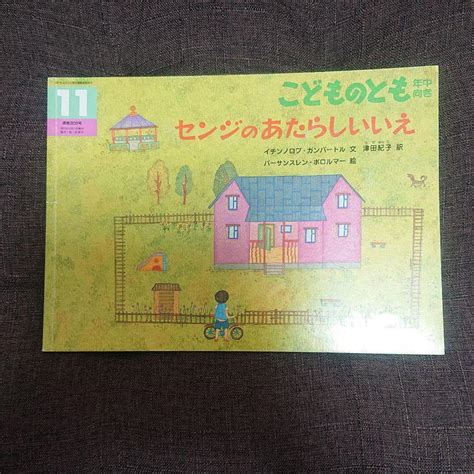 11
こどものとも 年中向き
センジのあたらしいいえ
イチンノロブ・ガンバートル 文 津田紀子 訳
バーサンスレン・ボロルマー 絵